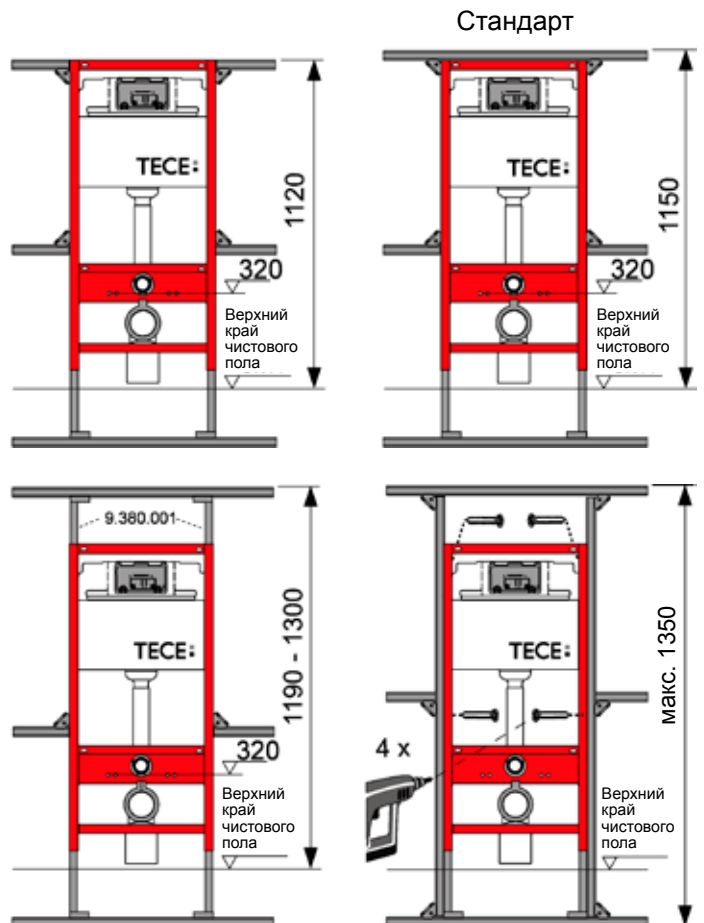 Стандарт
TECE:
1120
320
Верхний
край
чистового
пола
TECE:
1150
320
Верхний
край
чистового
пола
9.380.001
TECE:
1190 - 1300
320
Верхний
край
чистового
пола
TECE:
макс. 1350
4 x
Верхний
край
чистового
пола